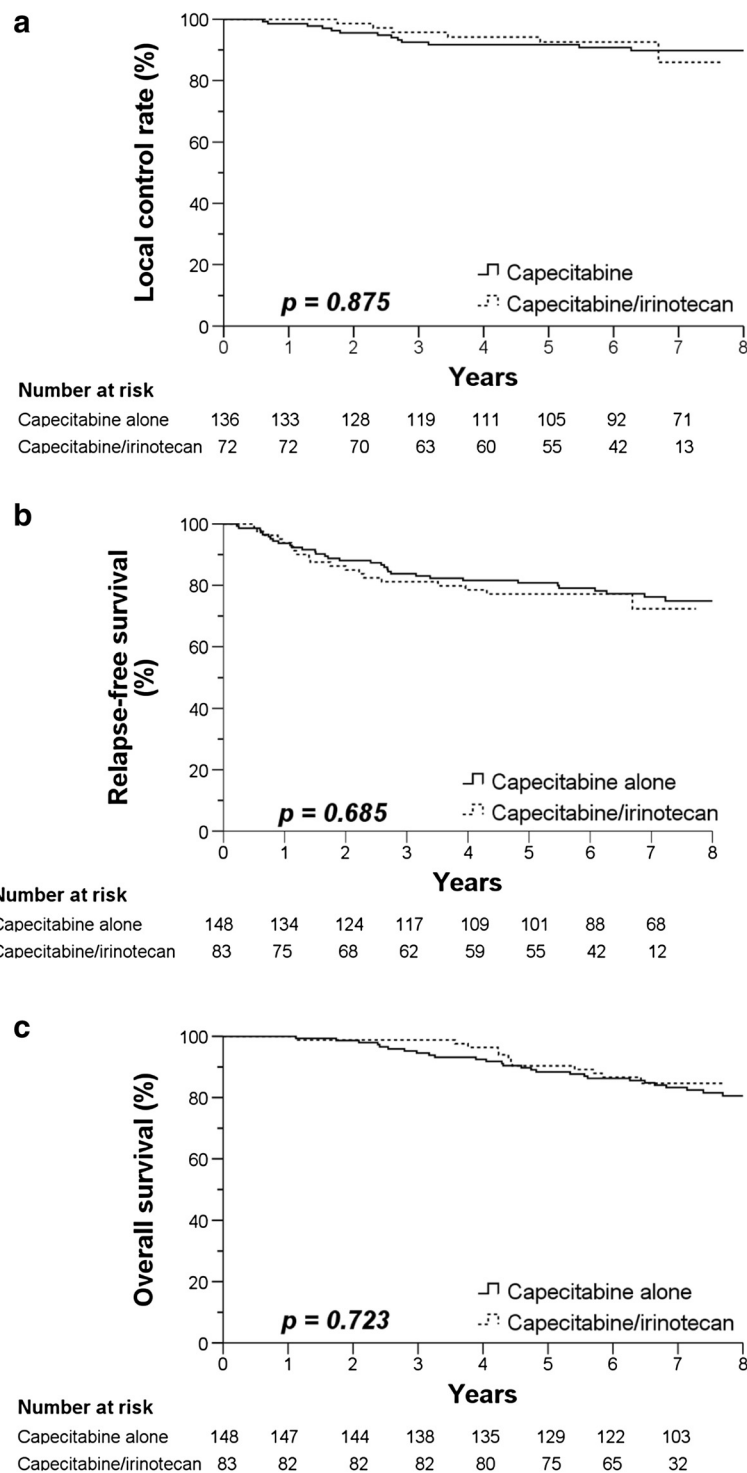 a
Local control rate (%)
100
80
60
40
20
0
Capecitabine
Capecitabine/irinotecan
p = 0.875
0 1 2 3 4 5 6 7 8
Years
Number at risk
Capecitabine alone 136 133 128 119 111 105 92 71
Capecitabine/irinotecan 72 72 70 63 60 55 42 13
b
Relapse-free survival
(%)
100
80
60
40
20
0
Capecitabine alone
Capecitabine/irinotecan
p = 0.685
0 1 2 3 4 5 6 7 8
Years
Number at risk
Capecitabine alone 148 134 124 117 109 101 88 68
Capecitabine/irinotecan 83 75 68 62 59 55 42 12
c
Overall survival (%)
100
80
60
40
20
0
Capecitabine alone
Capecitabine/irinotecan
p = 0.723
0 1 2 3 4 5 6 7 8
Years
Number at risk
Capecitabine alone 148 147 144 138 135 129 122 103
Capecitabine/irinotecan 83 82 82 82 80 75 65 32